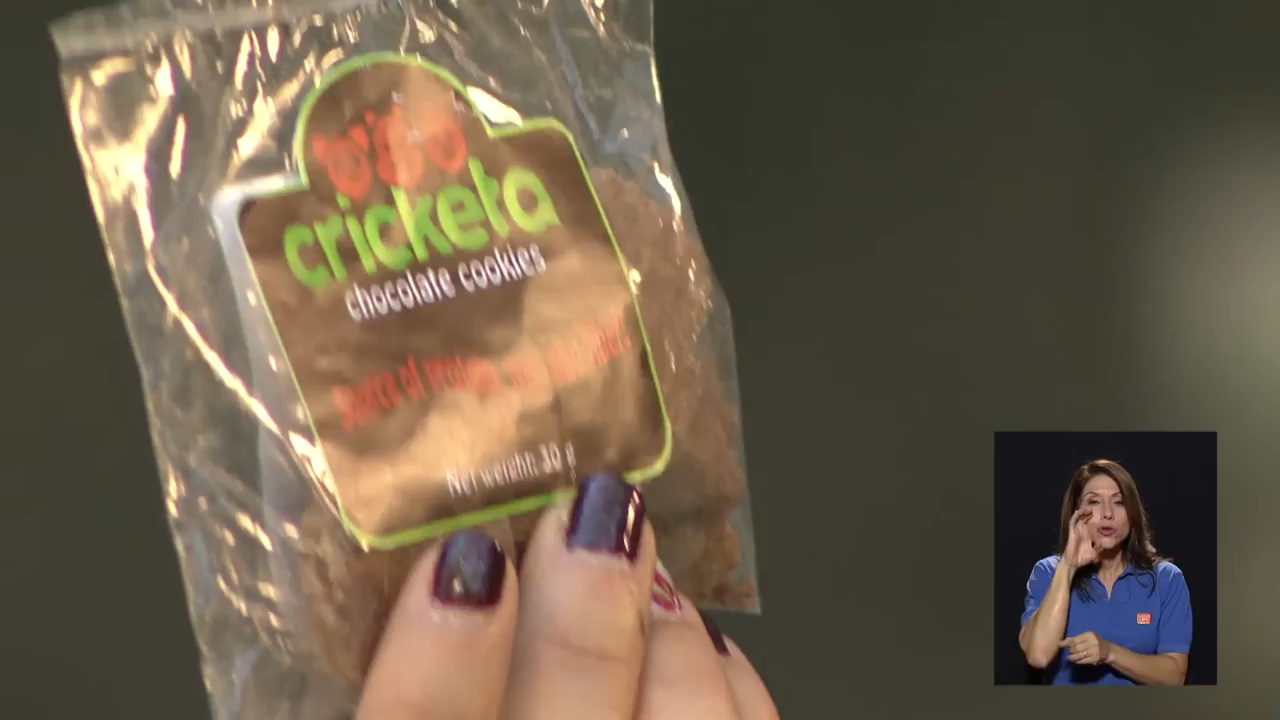 cricketa
chocolate cookies
Source of protein,
Net weight: 30 g